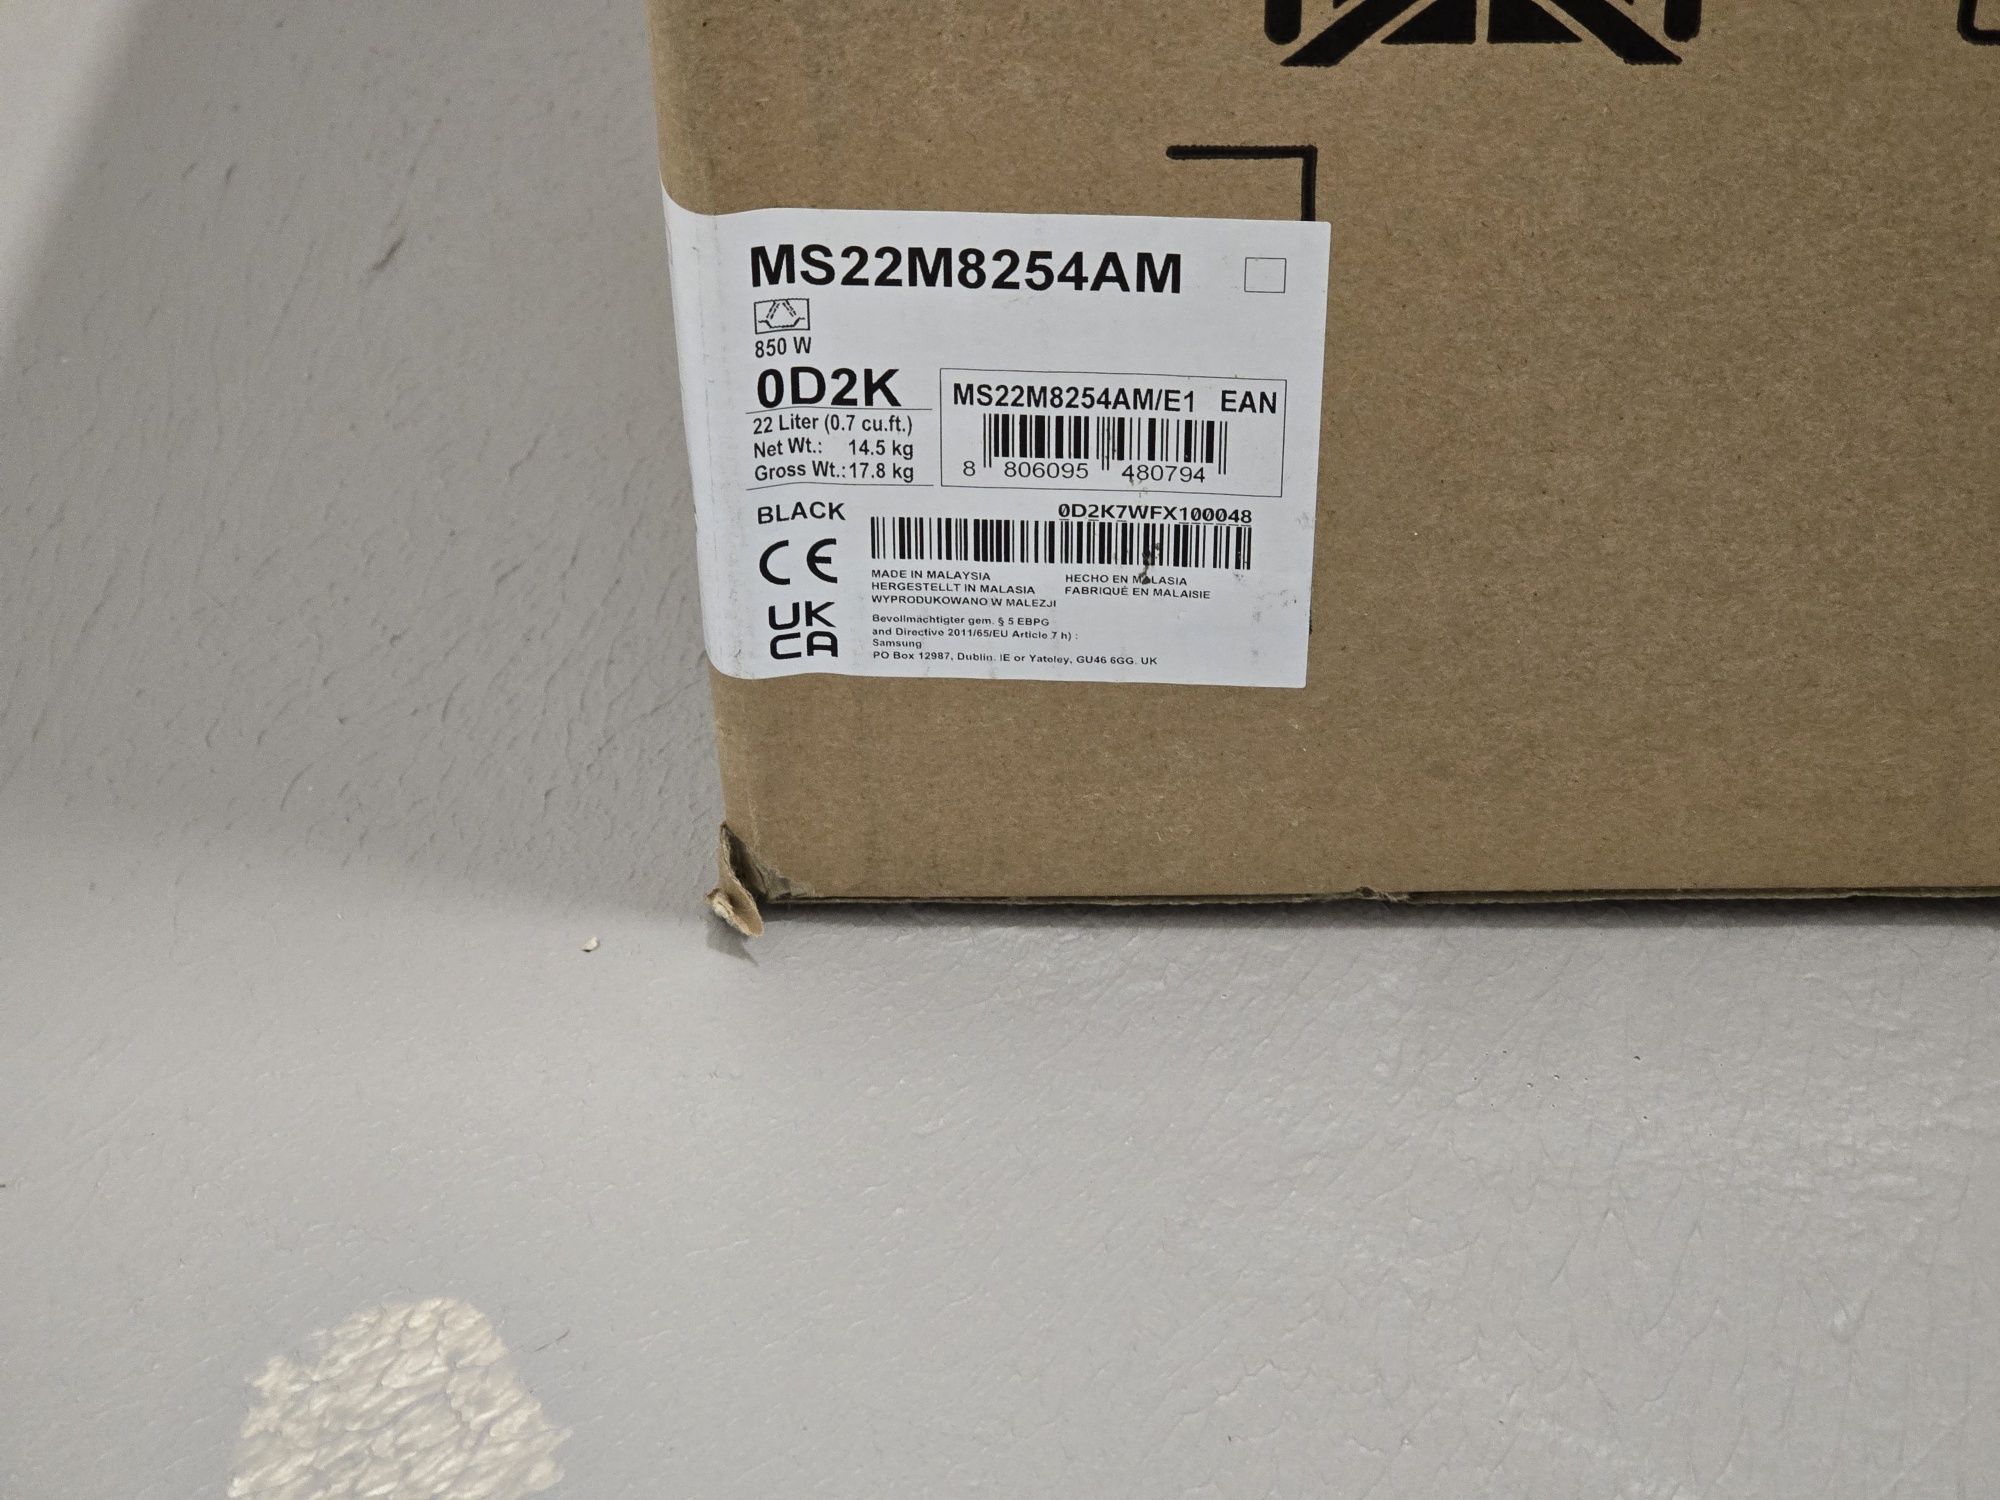 MS22M8254AM
850 W
0D2K
22 Liter (0.7 cu.ft.)
Net Wt.: 14.5 kg
Gross Wt.:17.8 kg
MS22M8254AM/E1 EAN
8 806095 480794
BLACK
0D2K7WFX100048
CE
UK
CA
MADE IN MALAYSIA
HERGESTELLT IN MALASIA
WYPRODUKOWANO W MALEZJI
HECHO EN MALASIA
FABRIQUÉ EN MALAISIE
Bevollmächtigter gem. § 5 EBPG
and Directive 2011/65/EU Article 7 h) :
Samsung
PO Box 12987, Dublin. IE or Yateley, GU46 6GG. UK